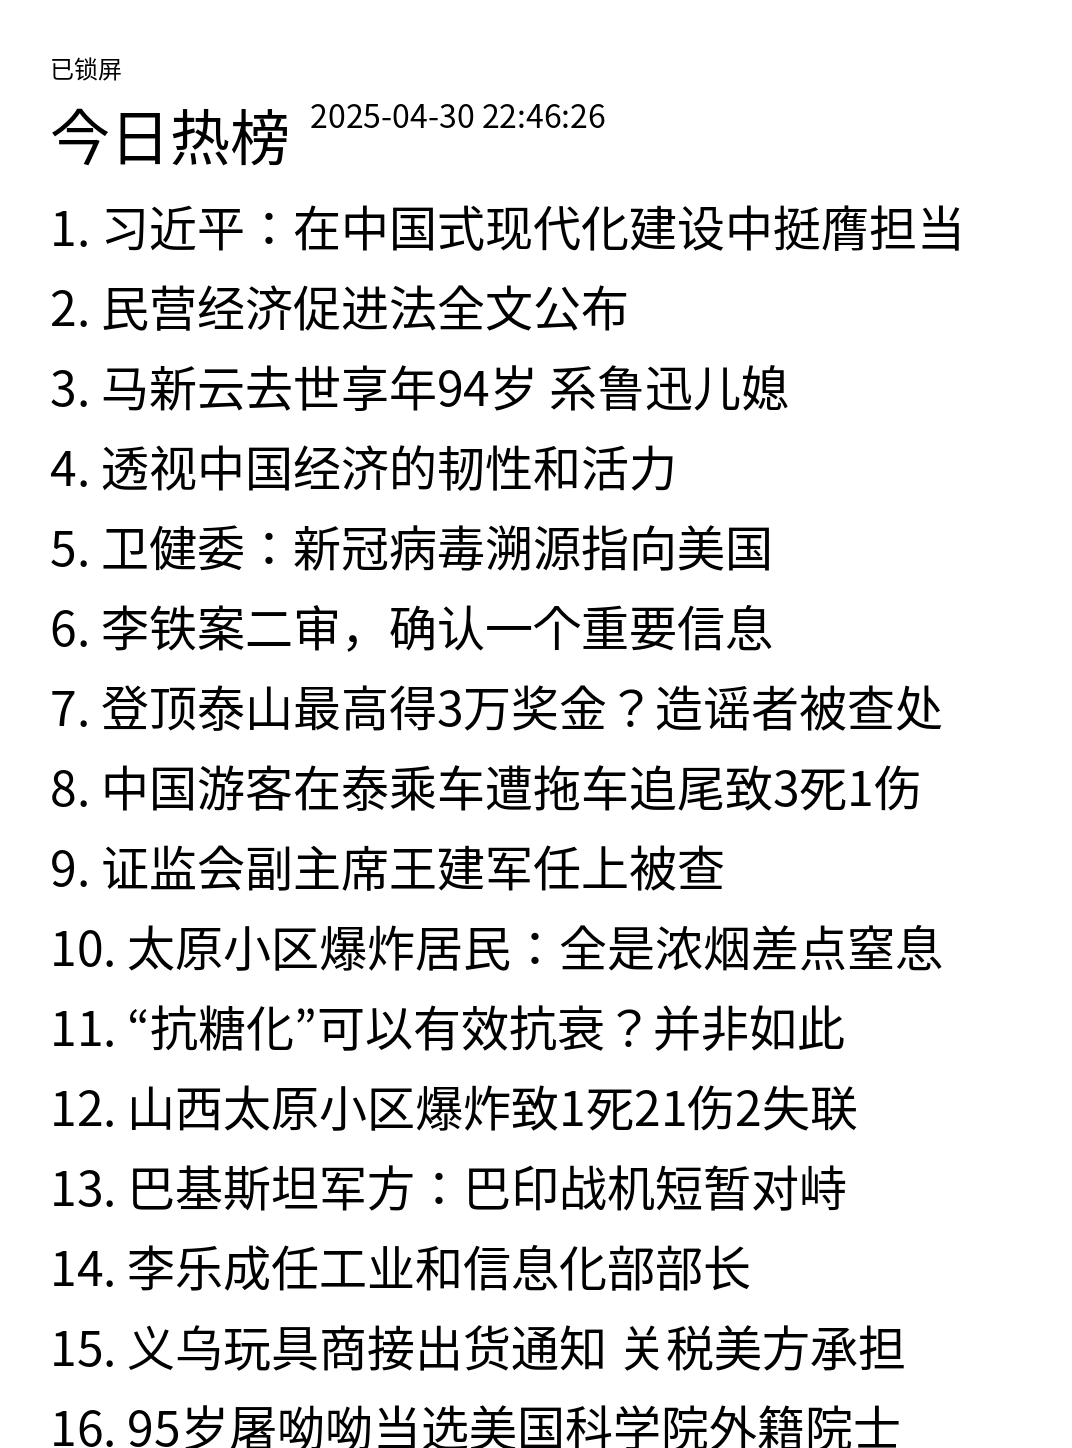 已锁屏
今日热榜 2025-04-30 22:46:26
1. 习近平：在中国式现代化建设中挺膺担当
2. 民营经济促进法全文公布
3. 马新云去世享年94岁 系鲁迅儿媳
4. 透视中国经济的韧性和活力
5. 卫健委：新冠病毒溯源指向美国
6. 李铁案二审，确认一个重要信息
7. 登顶泰山最高得3万奖金？造谣者被查处
8. 中国游客在泰乘车遭拖车追尾致3死1伤
9. 证监会副主席王建军任上被查
10. 太原小区爆炸居民：全是浓烟差点窒息
11. “抗糖化”可以有效抗衰？并非如此
12. 山西太原小区爆炸致1死21伤2失联
13. 巴基斯坦军方：巴印战机短暂对峙
14. 李乐成任工业和信息化部部长
15. 义乌玩具商接出货通知 关税美方承担
16. 95岁屠呦呦当选美国科学院外籍院士